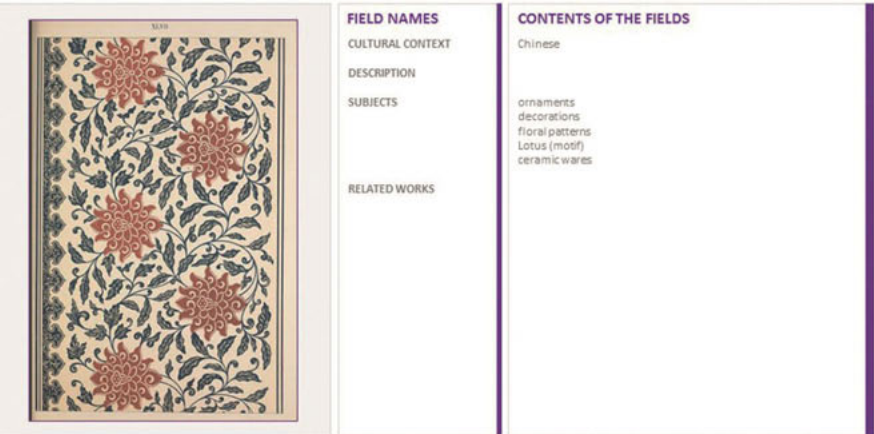 FIELD NAMES
CULTURAL CONTEXT
DESCRIPTION
SUBJECTS
RELATED WORKS
CONTENTS OF THE FIELDS
Chinese
ornaments
decorations
floral patterns
Lotus (motif)
ceramic wares